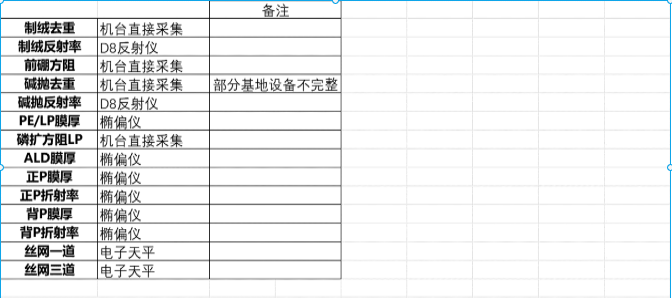 备注
制绒去重 机台直接采集
制绒反射率 D8反射仪
前硼方阻 机台直接采集
碱抛去重 机台直接采集 部分基地设备不完整
碱抛反射率 D8反射仪
PE/LP膜厚 椭偏仪
磷扩方阻LP 机台直接采集
ALD膜厚 椭偏仪
正P膜厚 椭偏仪
正P折射率 椭偏仪
背P膜厚 椭偏仪
背P折射率 椭偏仪
丝网一道 电子天平
丝网三道 电子天平